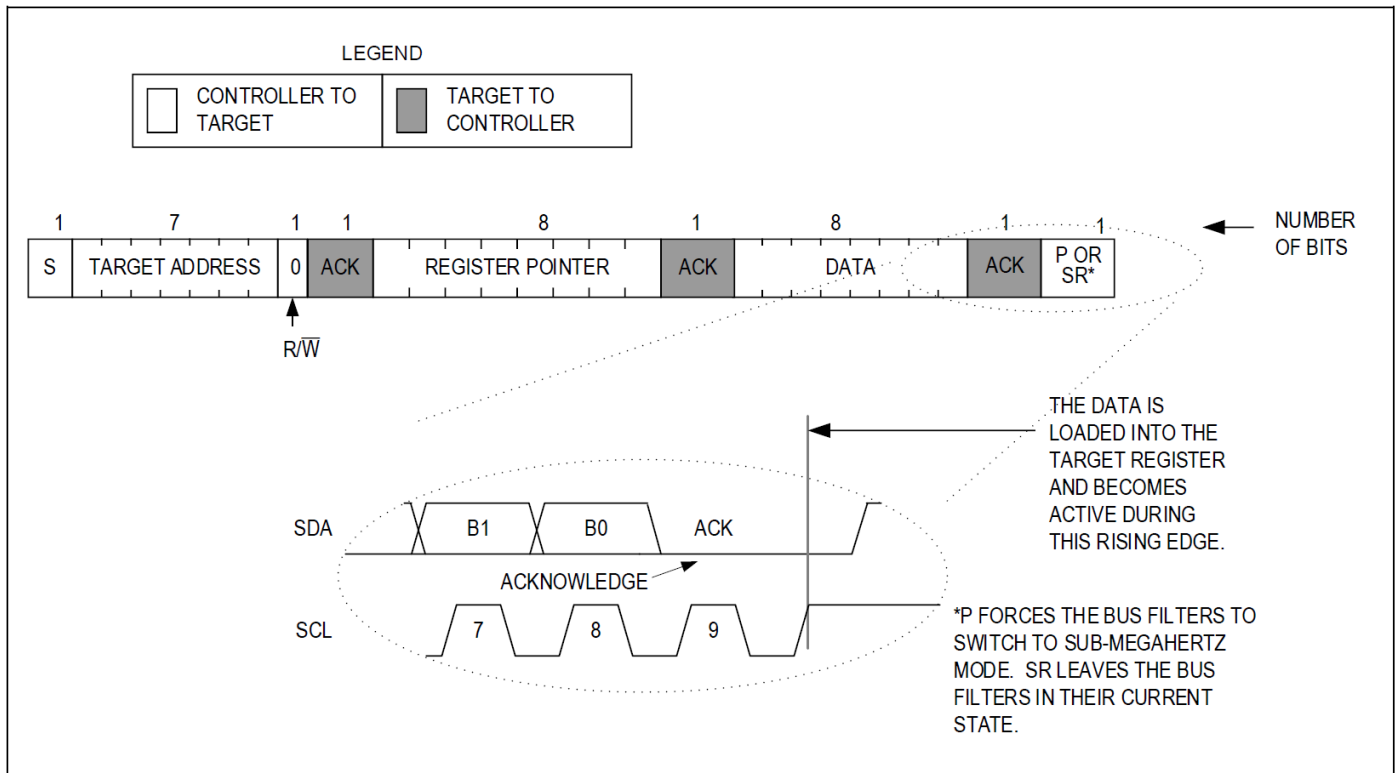 LEGEND
CONTROLLER TO
TARGET
TARGET TO
CONTROLLER
1 7 1 1 8 1 8 1 1
NUMBER
OF BITS
S TARGET ADDRESS 0 ACK REGISTER POINTER ACK DATA ACK P OR
SR*
R/W̅
THE DATA IS
LOADED INTO THE
TARGET REGISTER
AND BECOMES
ACTIVE DURING
THIS RISING EDGE.
SDA B1 B0 ACK
ACKNOWLEDGE
SCL 7 8 9
*P FORCES THE BUS FILTERS TO
SWITCH TO SUB-MEGAHERTZ
MODE. SR LEAVES THE BUS
FILTERS IN THEIR CURRENT
STATE.